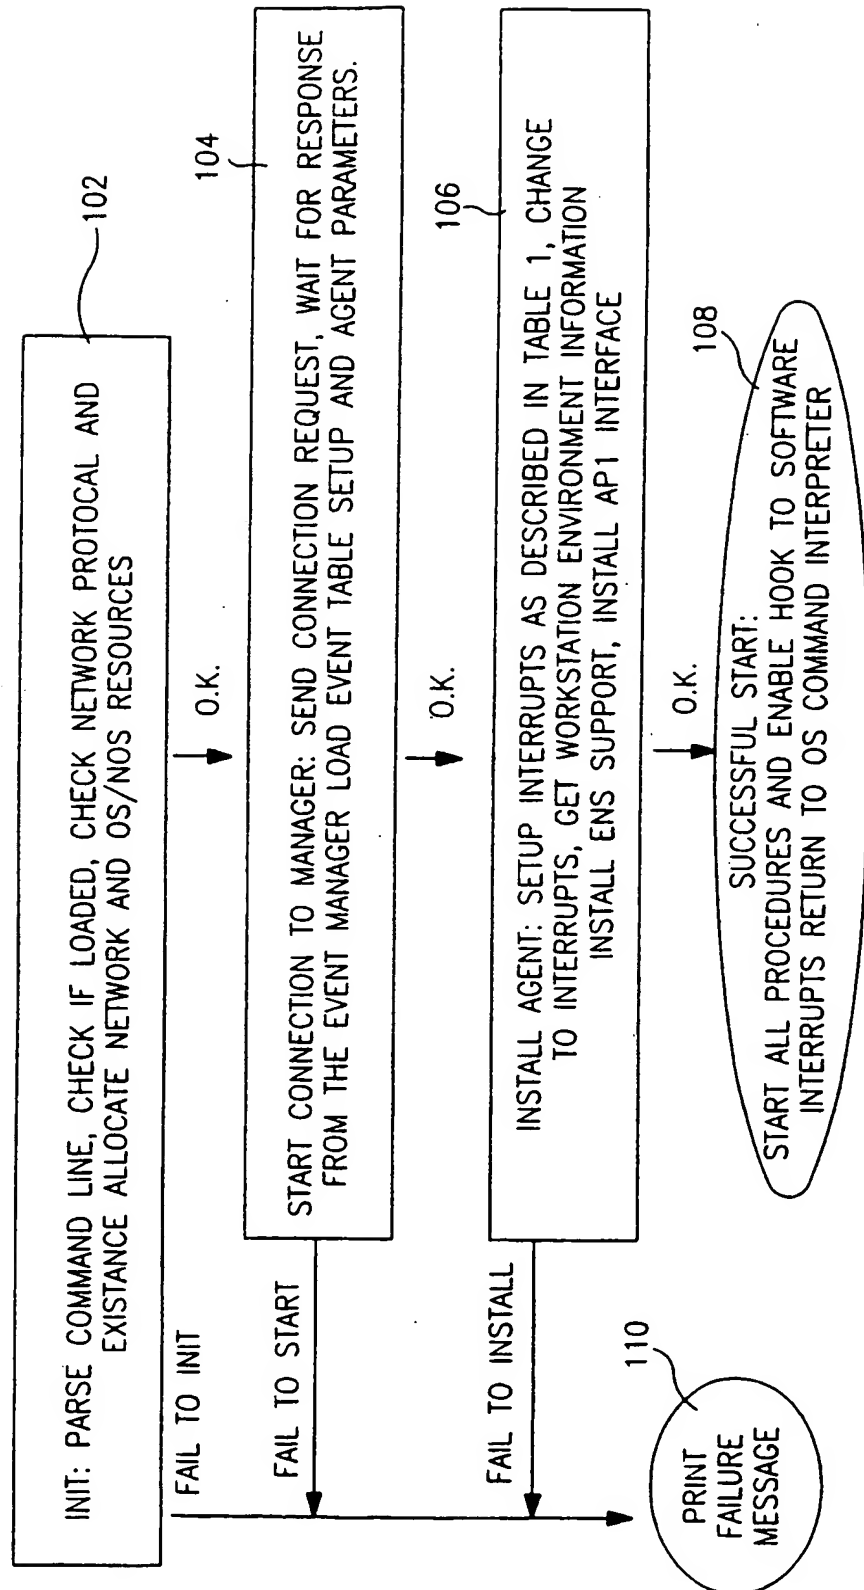 102
INIT: PARSE COMMAND LINE, CHECK IF LOADED, CHECK NETWORK PROTOCAL AND
EXISTANCE ALLOCATE NETWORK AND OS/NOS RESOURCES
FAIL TO INIT
O.K.
104
START CONNECTION TO MANAGER: SEND CONNECTION REQUEST, WAIT FOR RESPONSE
FROM THE EVENT MANAGER LOAD EVENT TABLE SETUP AND AGENT PARAMETERS.
FAIL TO START
O.K.
106
INSTALL AGENT: SETUP INTERRUPTS AS DESCRIBED IN TABLE 1, CHANGE
TO INTERRUPTS, GET WORKSTATION ENVIRONMENT INFORMATION
INSTALL ENS SUPPORT, INSTALL AP1 INTERFACE
FAIL TO INSTALL
O.K.
108
SUCCESSFUL START:
START ALL PROCEDURES AND ENABLE HOOK TO SOFTWARE
INTERRUPTS RETURN TO OS COMMAND INTERPRETER
110
PRINT
FAILURE
MESSAGE